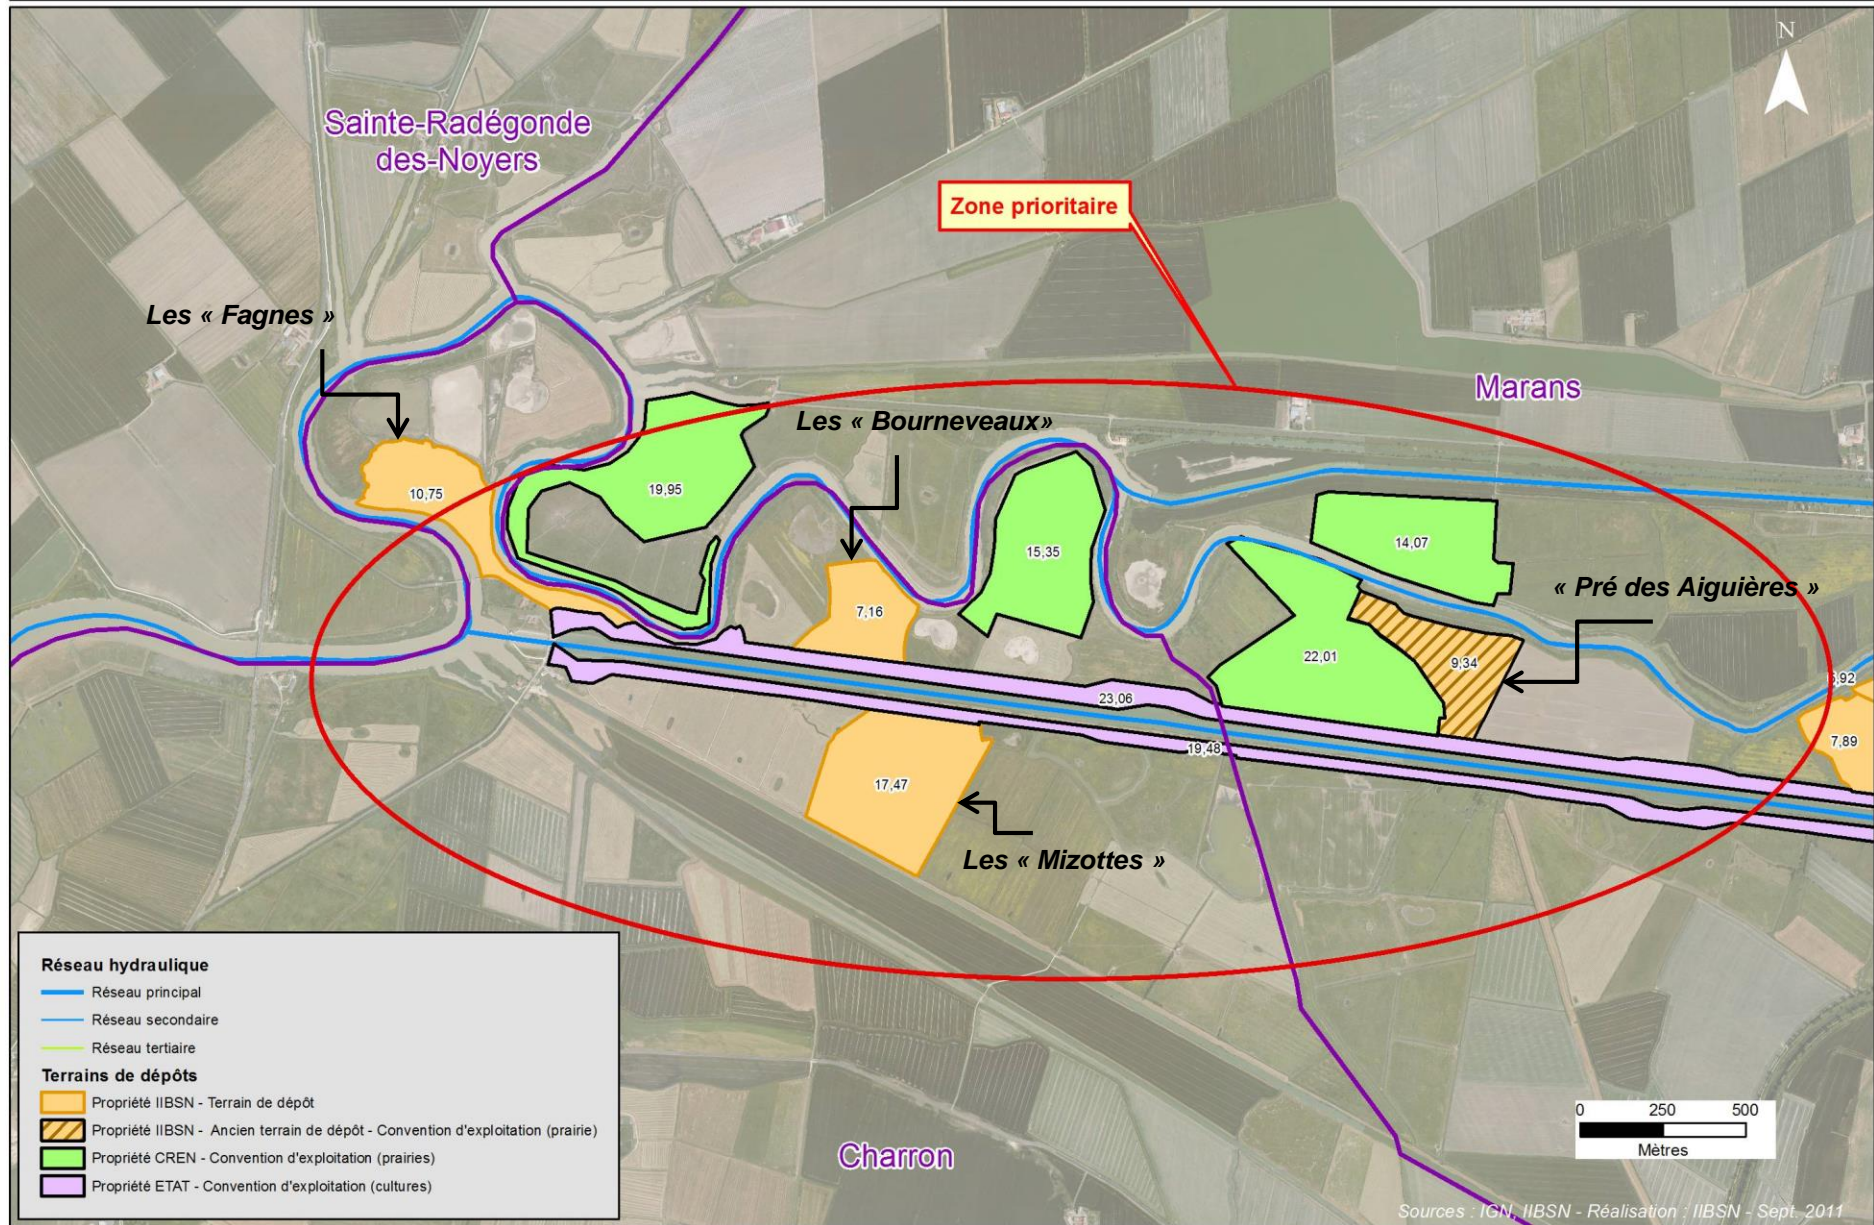 N
Sainte-Radégonde
des-Noyers
Zone prioritaire
Les « Fagnes »
Marans
Les « Bourneveaux»
10,75
19,95
15,35
14,07
« Pré des Aiguières »
7,16
22,01
9,34
5,92
23,06
7,89
19,48
17,47
Les « Mizottes »
Réseau hydraulique
Réseau principal
Réseau secondaire
Réseau tertiaire
Terrains de dépôts
Propriété IIBSN - Terrain de dépôt
Propriété IIBSN - Ancien terrain de dépôt - Convention d'exploitation (prairie)
Propriété CREN - Convention d'exploitation (prairies)
Propriété ETAT - Convention d'exploitation (cultures)
Charron
0 250 500
Mètres
Sources : IGN, IIBSN - Réalisation : IIBSN - Sept. 2011